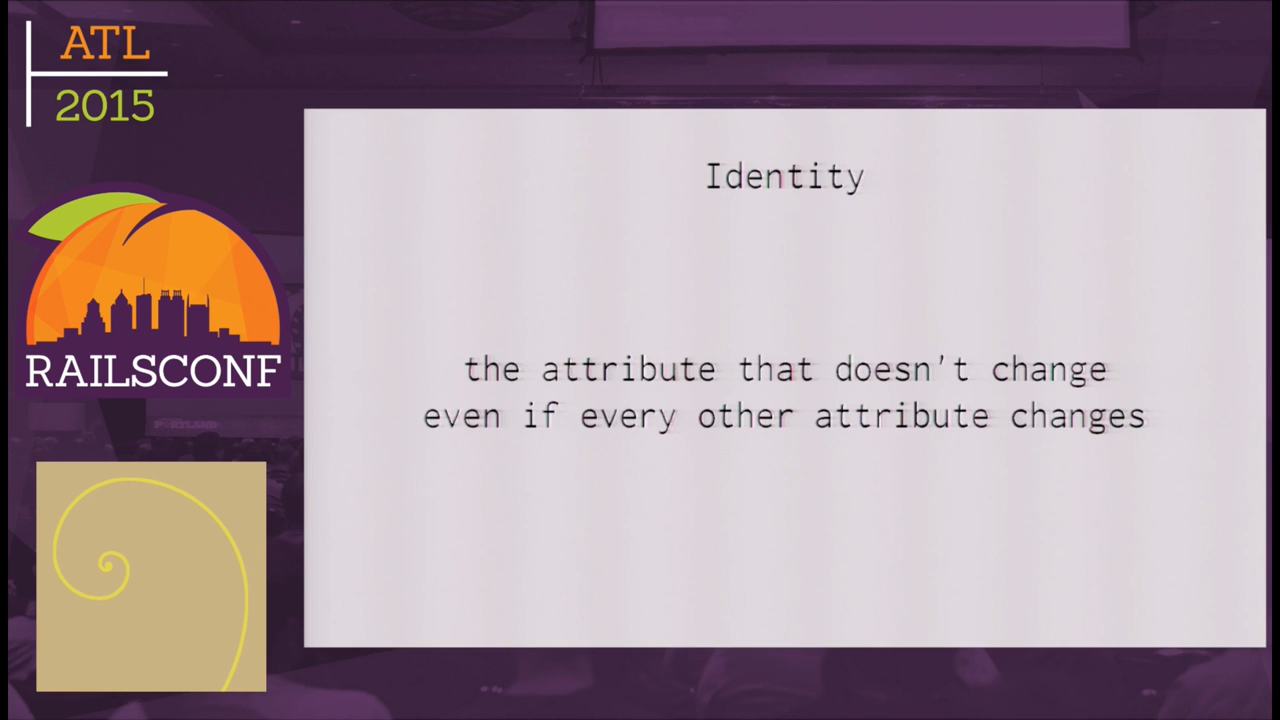 ATL
2015
RAILSCONF
Identity
the attribute that doesn't change
even if every other attribute changes